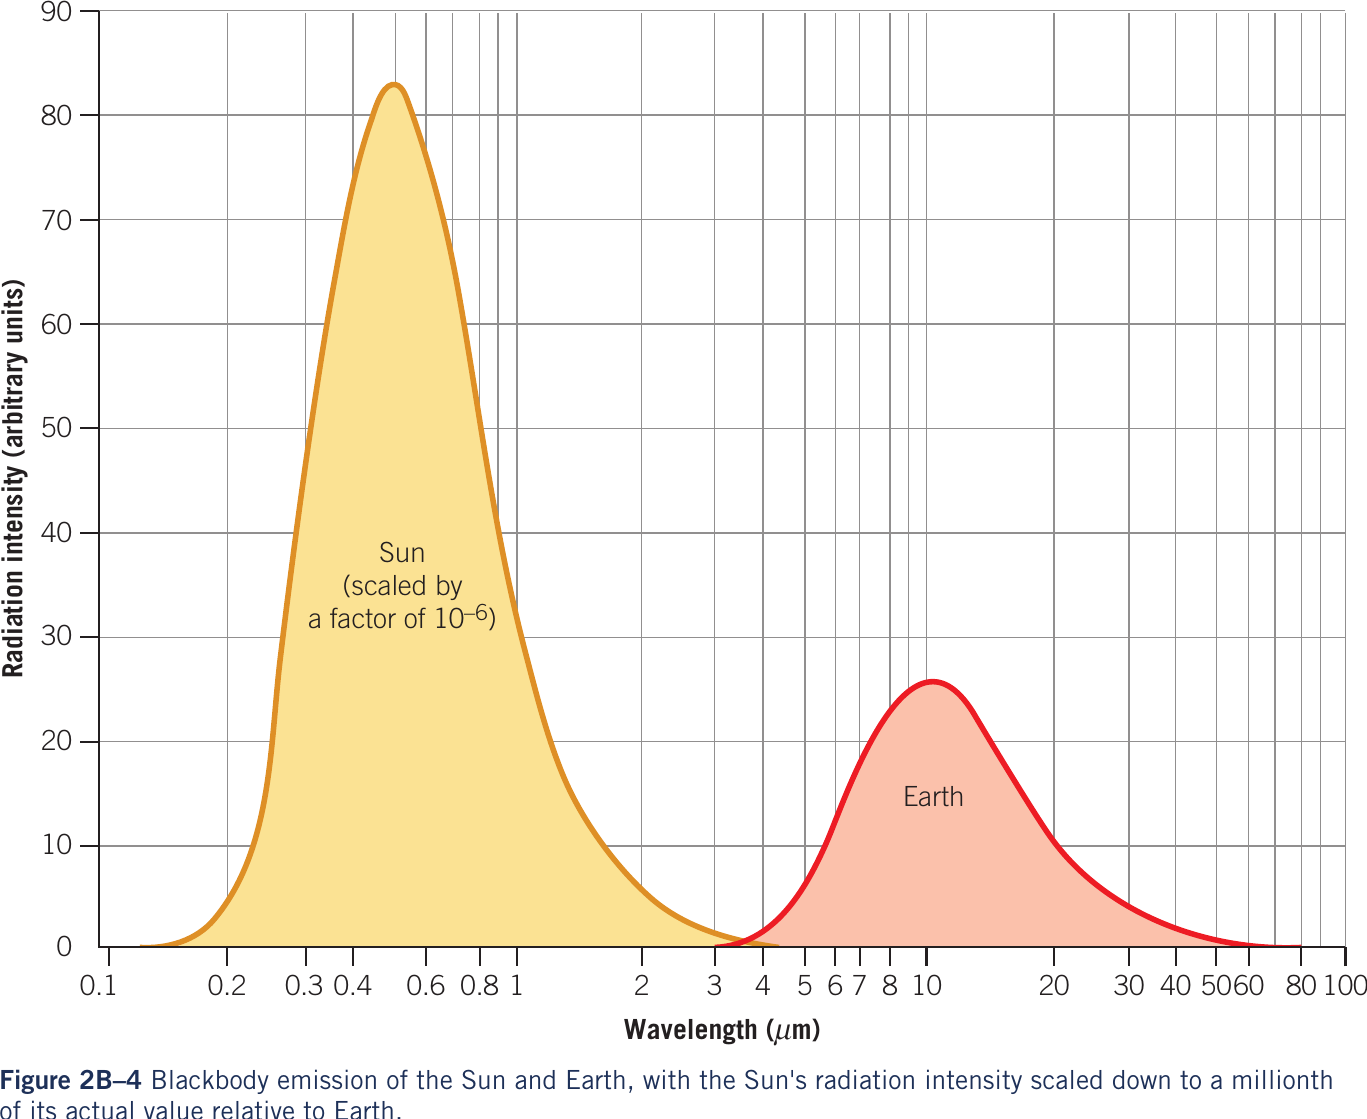 90
80
70
60
50
40
30
20
10
0
Radiation intensity (arbitrary units)
Sun
(scaled by
a factor of 10⁻⁶)
Earth
0.1 0.2 0.3 0.4 0.6 0.8 1 2 3 4 5 6 7 8 10 20 30 40 50 60 80 100
Wavelength (μm)
Figure 2B–4 Blackbody emission of the Sun and Earth, with the Sun's radiation intensity scaled down to a millionth
of its actual value relative to Earth.